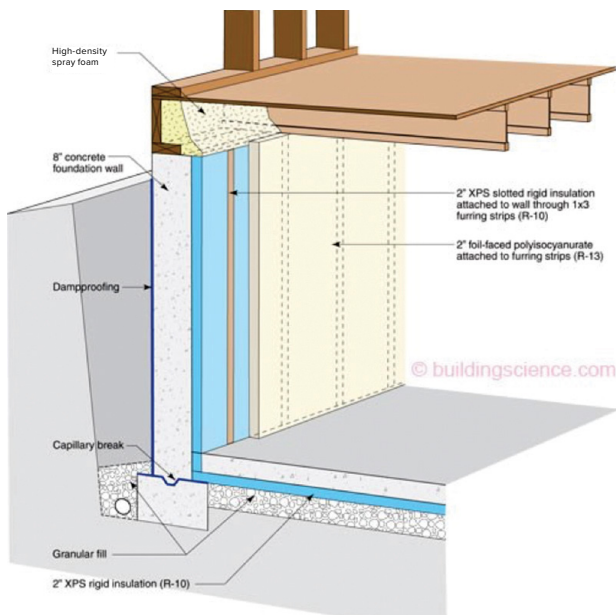 High-density
spray foam
8" concrete
foundation wall
2" XPS slotted rigid insulation
attached to wall through 1x3
furring strips (R-10)
2" foil-faced polyisocyanurate
attached to furring strips (R-13)
Dampproofing
© buildingscience.com
Capillary break
Granular fill
2" XPS rigid insulation (R-10)